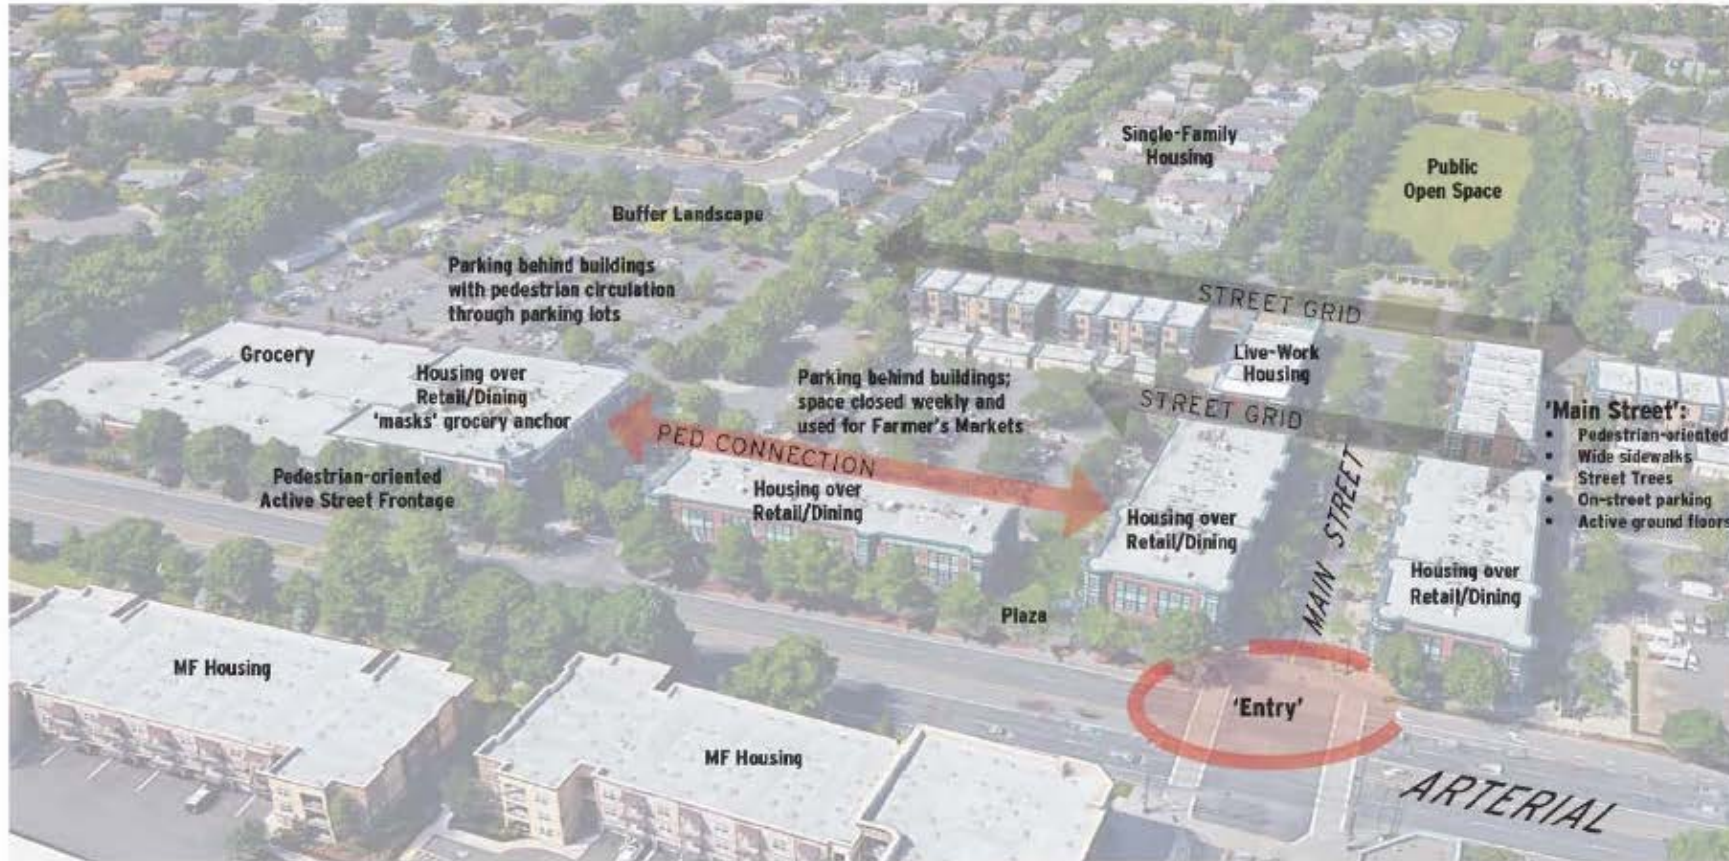 Single-Family
Housing
Public
Open Space
Buffer Landscape
Parking behind buildings
with pedestrian circulation
through parking lots
STREET GRID
Grocery
Housing over
Retail/Dining
'masks' grocery anchor
Parking behind buildings;
space closed weekly and
used for Farmer's Markets
Live-Work
Housing
STREET GRID
'Main Street':
• Pedestrian-oriented
• Wide sidewalks
• Street Trees
• On-street parking
• Active ground floors
PED CONNECTION
Pedestrian-oriented
Active Street Frontage
Housing over
Retail/Dining
Housing over
Retail/Dining
MAIN STREET
Housing over
Retail/Dining
Plaza
MF Housing
'Entry'
MF Housing
ARTERIAL